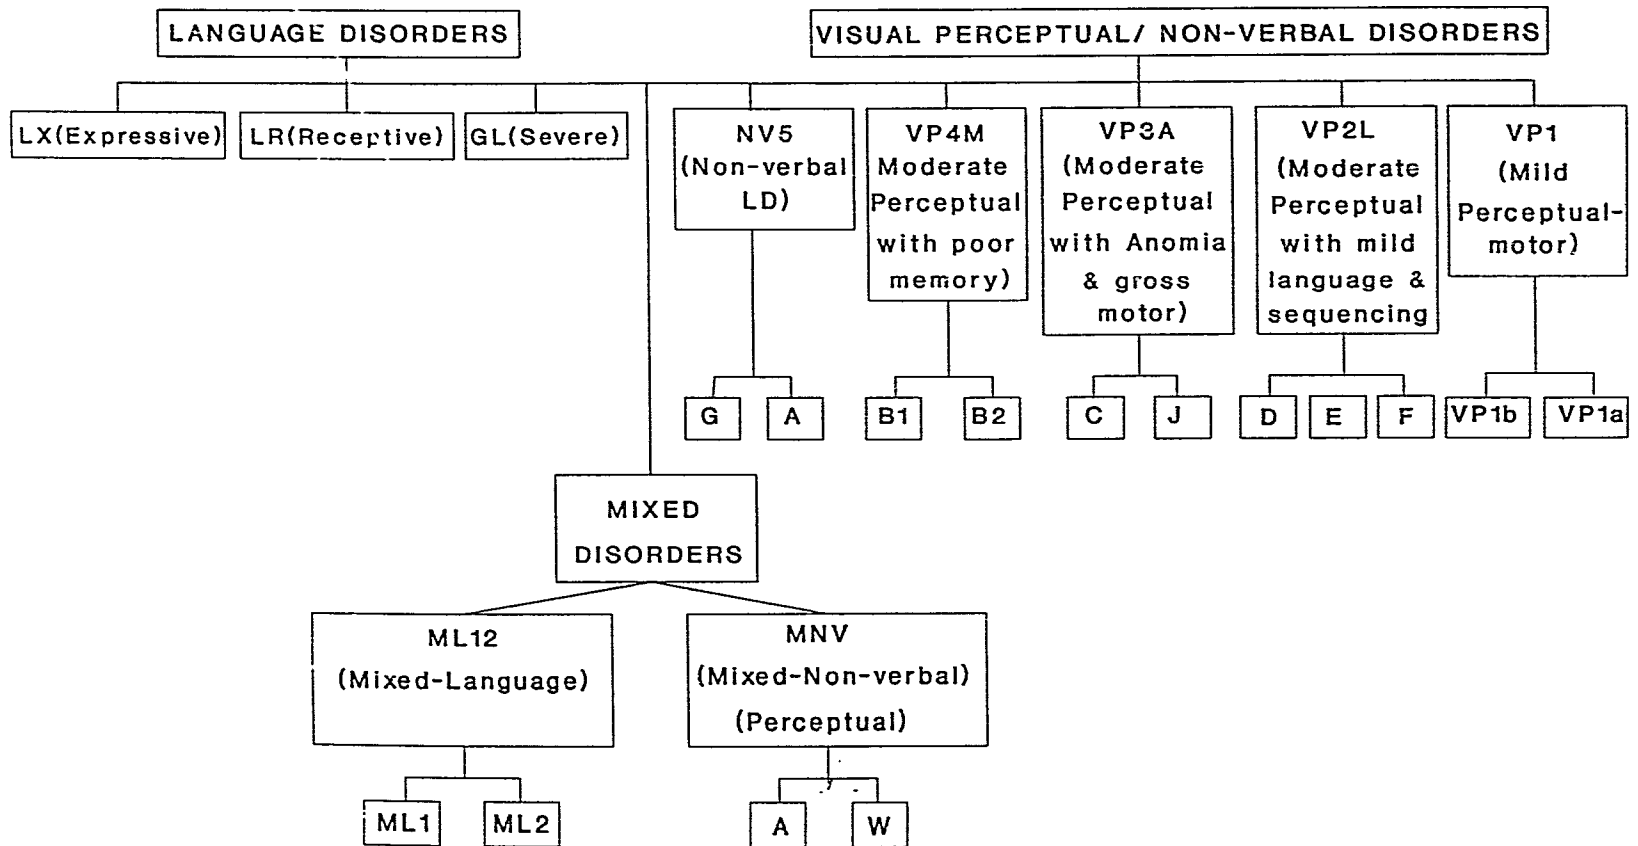 LANGUAGE DISORDERS
VISUAL PERCEPTUAL/ NON-VERBAL DISORDERS
LX(Expressive)
LR(Receptive)
GL(Severe)
NV5
(Non-verbal
LD)
VP4M
Moderate
Perceptual
with poor
memory)
VP3A
(Moderate
Perceptual
with Anomia
& gross
motor)
VP2L
(Moderate
Perceptual
with mild
language &
sequencing
VP1
(Mild
Perceptual-
motor)
G
A
B1
B2
C
J
D
E
F
VP1b
VP1a
MIXED
DISORDERS
ML12
(Mixed-Language)
MNV
(Mixed-Non-verbal)
(Perceptual)
ML1
ML2
A
W